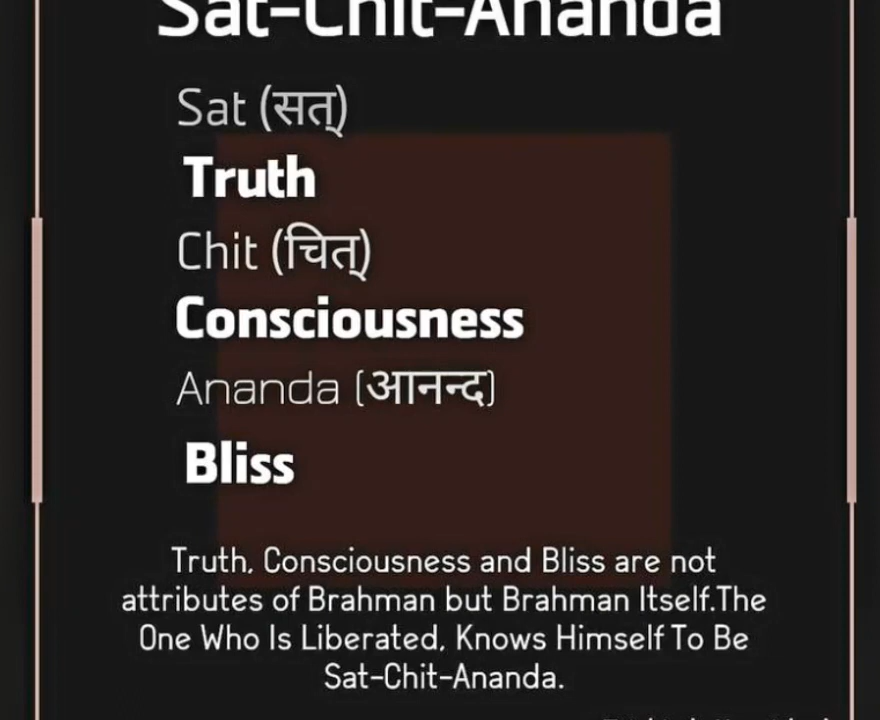 Sat-Chit-Ananda
Sat (सत्)
Truth
Chit (चित्)
Consciousness
Ananda (आनन्द)
Bliss
Truth, Consciousness and Bliss are not
attributes of Brahman but Brahman Itself.The
One Who Is Liberated, Knows Himself To Be
Sat-Chit-Ananda.